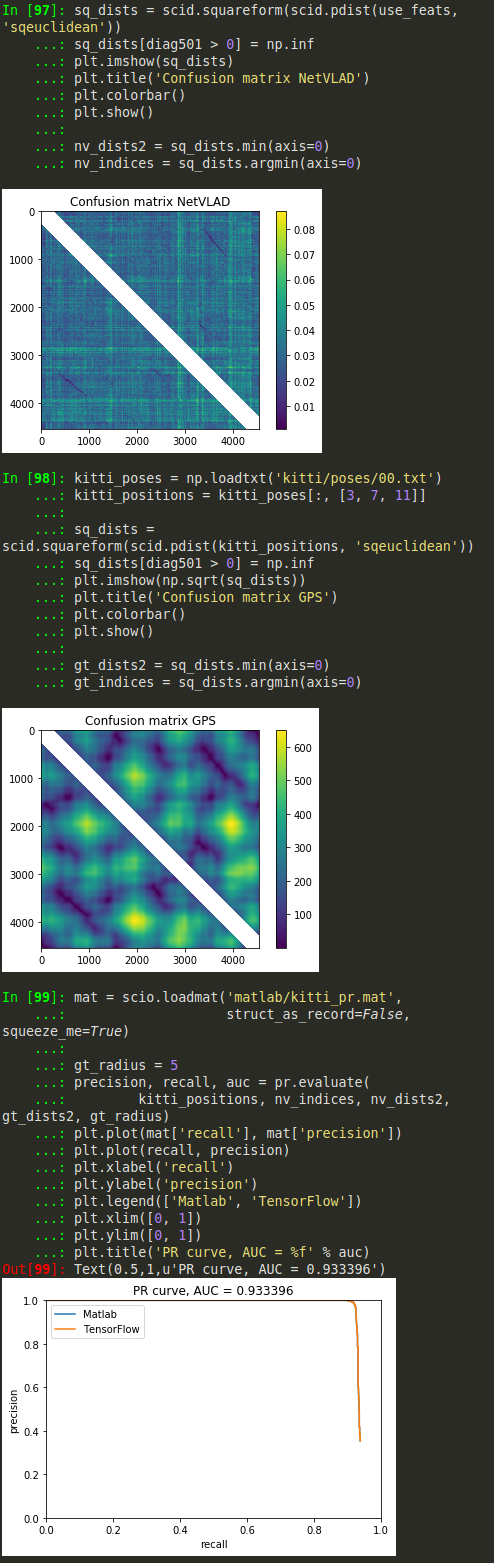 In [97]: sq_dists = scid.squareform(scid.pdist(use_feats,
'sqeuclidean'))
    ...: sq_dists[diag501 > 0] = np.inf
    ...: plt.imshow(sq_dists)
    ...: plt.title('Confusion matrix NetVLAD')
    ...: plt.colorbar()
    ...: plt.show()
    ...:
    ...: nv_dists2 = sq_dists.min(axis=0)
    ...: nv_indices = sq_dists.argmin(axis=0)
Confusion matrix NetVLAD
0
1000
2000
3000
4000
0 1000 2000 3000 4000
0.08
0.07
0.06
0.05
0.04
0.03
0.02
0.01
In [98]: kitti_poses = np.loadtxt('kitti/poses/00.txt')
    ...: kitti_positions = kitti_poses[:, [3, 7, 11]]
    ...:
    ...: sq_dists =
scid.squareform(scid.pdist(kitti_positions, 'sqeuclidean'))
    ...: sq_dists[diag501 > 0] = np.inf
    ...: plt.imshow(np.sqrt(sq_dists))
    ...: plt.title('Confusion matrix GPS')
    ...: plt.colorbar()
    ...: plt.show()
    ...:
    ...: gt_dists2 = sq_dists.min(axis=0)
    ...: gt_indices = sq_dists.argmin(axis=0)
Confusion matrix GPS
0
1000
2000
3000
4000
0 1000 2000 3000 4000
600
500
400
300
200
100
In [99]: mat = scio.loadmat('matlab/kitti_pr.mat',
    ...:                    struct_as_record=False,
squeeze_me=True)
    ...:
    ...: gt_radius = 5
    ...: precision, recall, auc = pr.evaluate(
    ...:         kitti_positions, nv_indices, nv_dists2,
gt_dists2, gt_radius)
    ...: plt.plot(mat['recall'], mat['precision'])
    ...: plt.plot(recall, precision)
    ...: plt.xlabel('recall')
    ...: plt.ylabel('precision')
    ...: plt.legend(['Matlab', 'TensorFlow'])
    ...: plt.xlim([0, 1])
    ...: plt.ylim([0, 1])
    ...: plt.title('PR curve, AUC = %f' % auc)
Out[99]: Text(0.5,1,u'PR curve, AUC = 0.933396')
PR curve, AUC = 0.933396
Matlab
TensorFlow
1.0
0.8
0.6
0.4
0.2
0.0
precision
0.0 0.2 0.4 0.6 0.8 1.0
recall